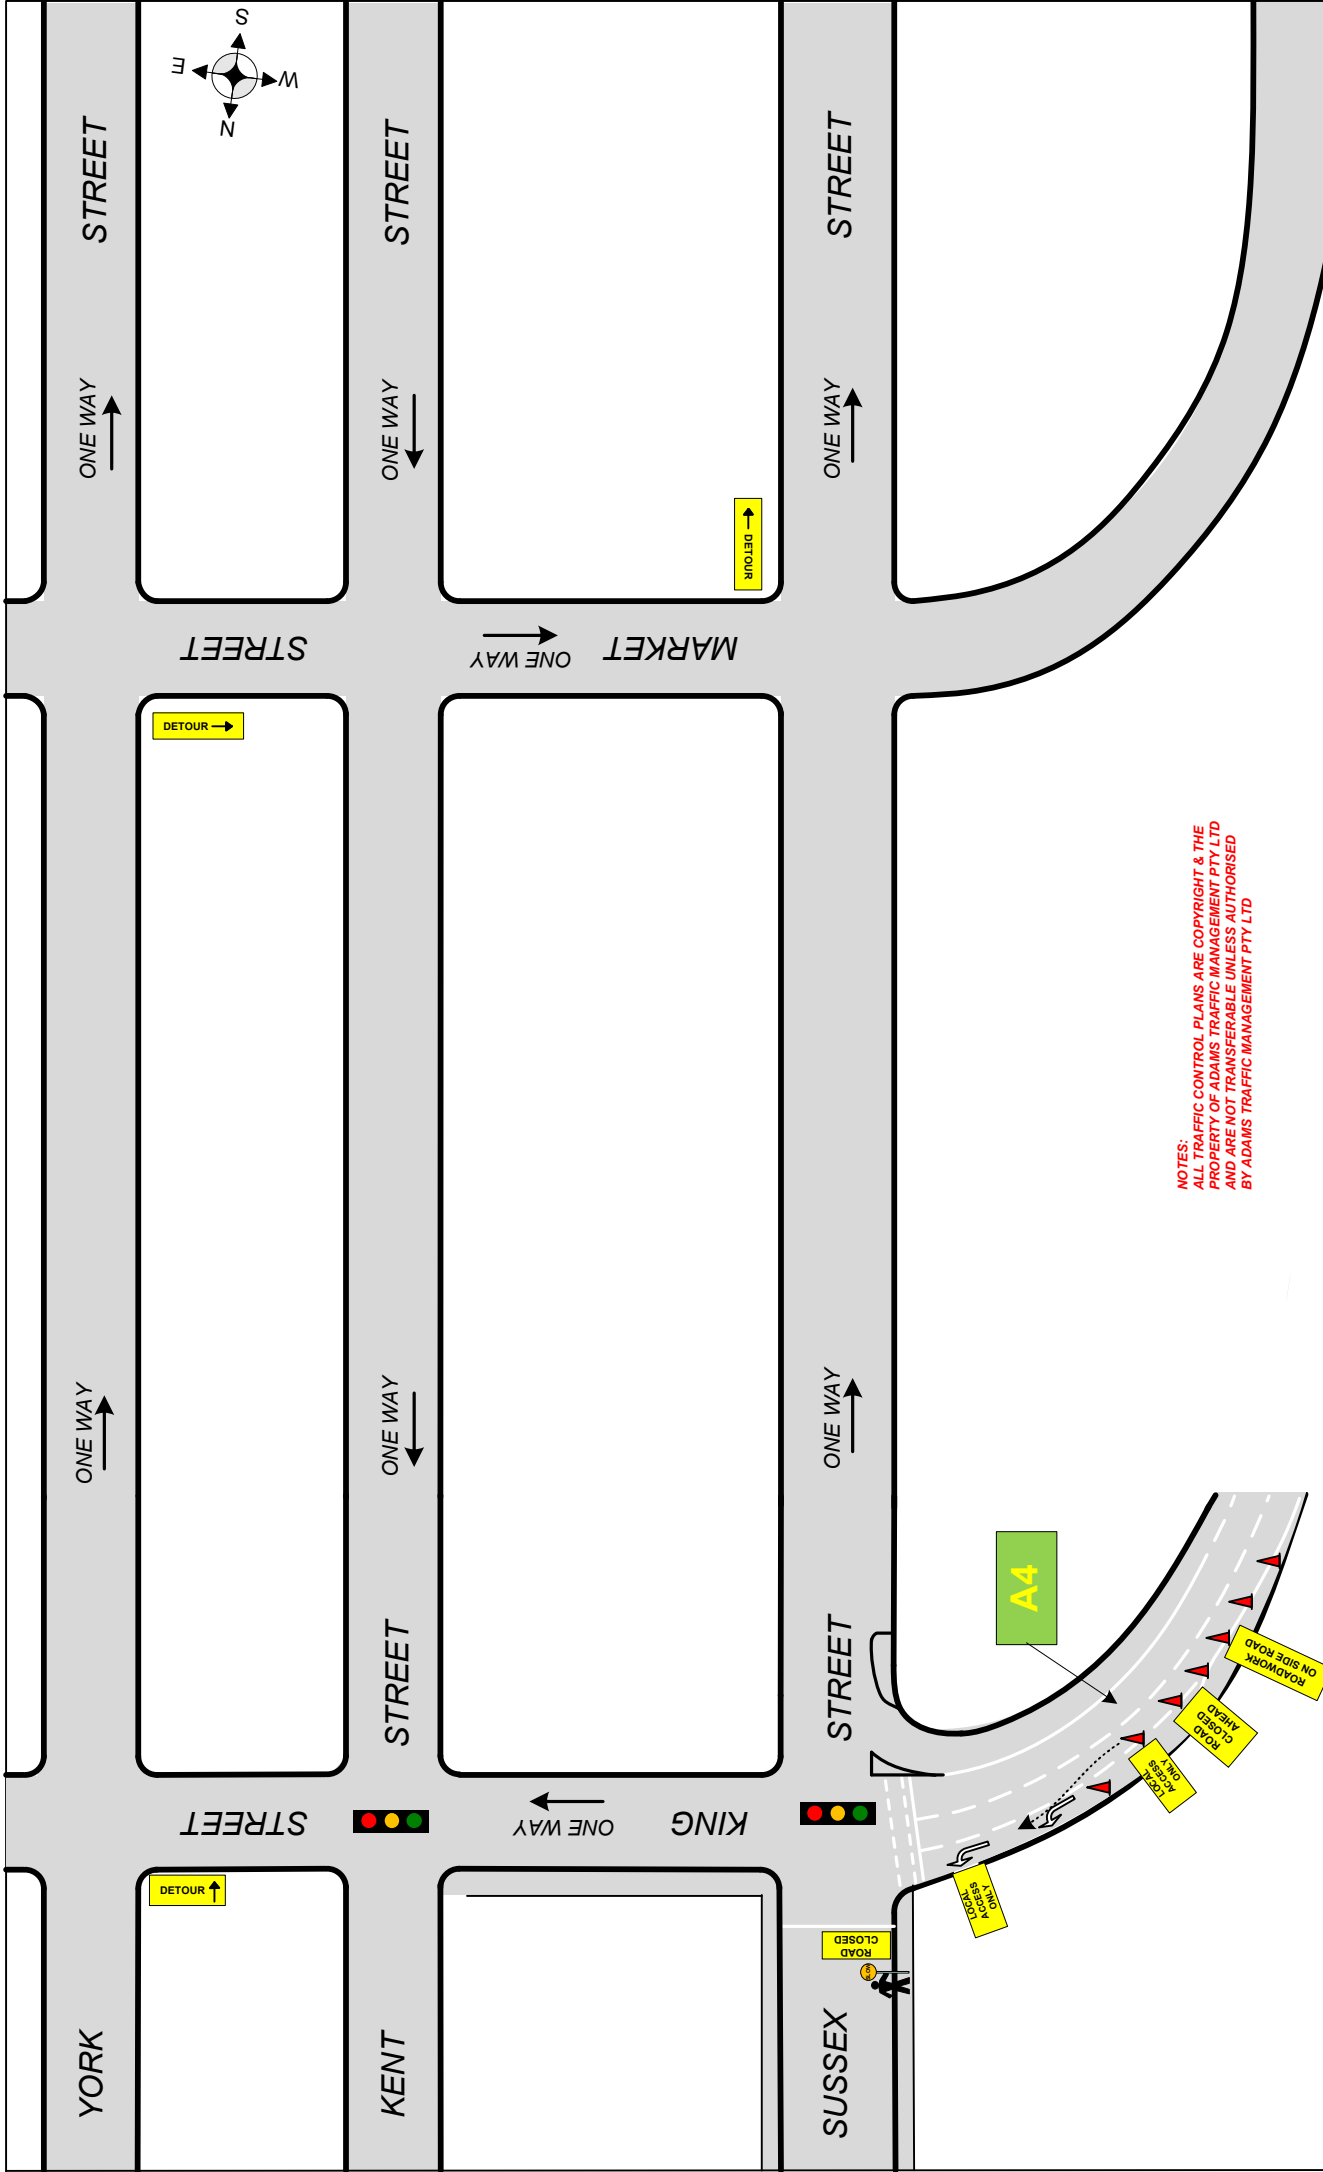 S
E
W
N
STREET
STREET
STREET
ONE WAY
ONE WAY
ONE WAY
← DETOUR
STREET
ONE WAY
MARKET
DETOUR →
NOTES:
ALL TRAFFIC CONTROL PLANS ARE COPYRIGHT & THE
PROPERTY OF ADAMS TRAFFIC MANAGEMENT PTY LTD
AND ARE NOT TRANSFERABLE UNLESS AUTHORISED
BY ADAMS TRAFFIC MANAGEMENT PTY LTD
ONE WAY
ONE WAY
ONE WAY
A4
STREET
STREET
ROADWORK
ON SIDE ROAD
ROAD
CLOSED
AHEAD
LOCAL
ACCESS
ONLY
STREET
ONE WAY
KING
DETOUR ↑
LOCAL
ACCESS
ONLY
ROAD
CLOSED
SLOW
YORK
KENT
SUSSEX